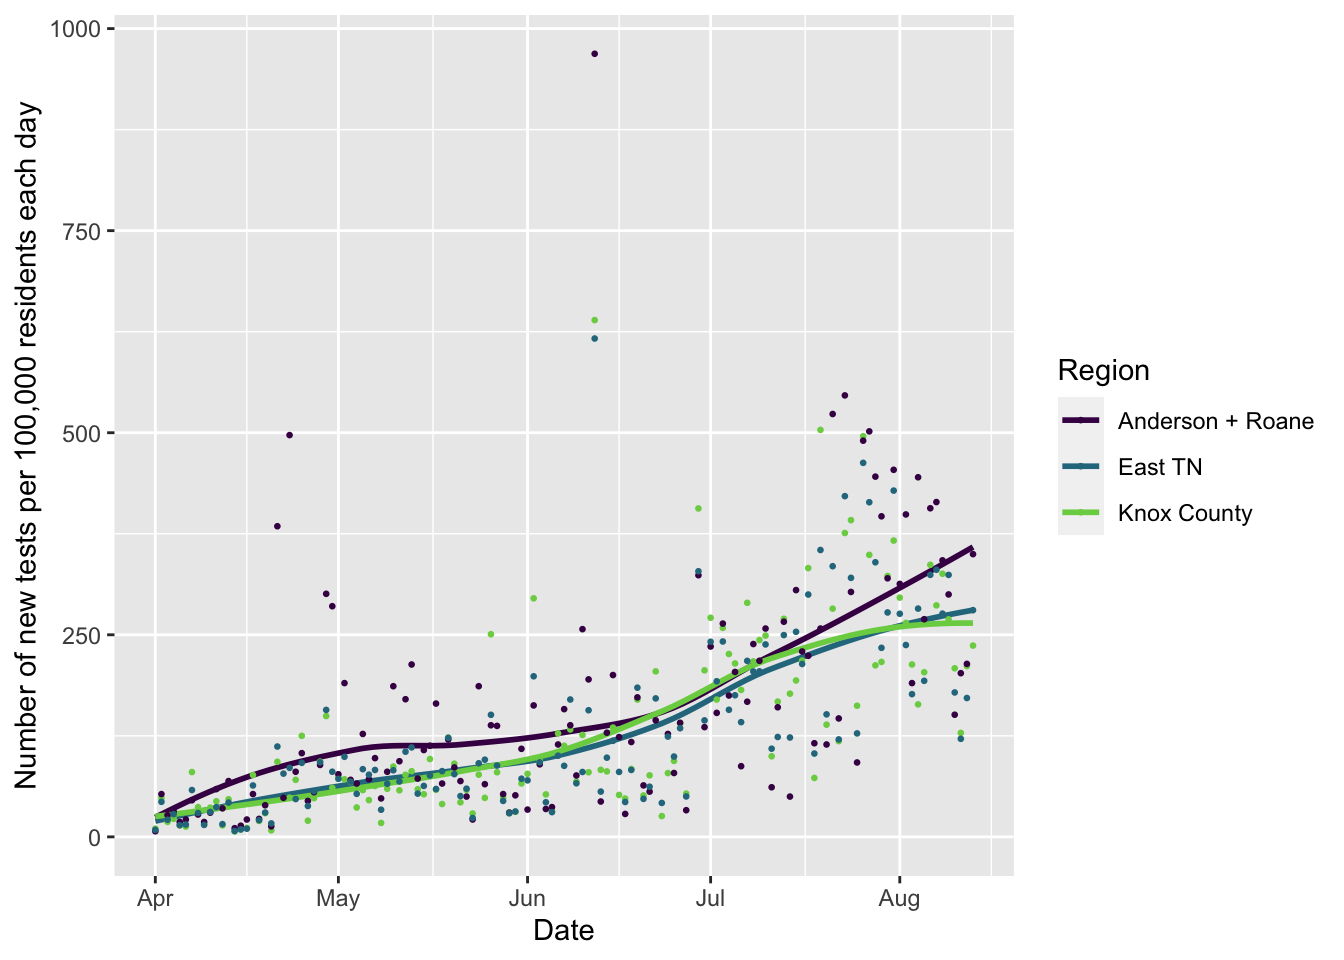 Number of new tests per 100,000 residents each day
1000
750
500
250
0
Apr May Jun Jul Aug
Date
Region
Anderson + Roane
East TN
Knox County